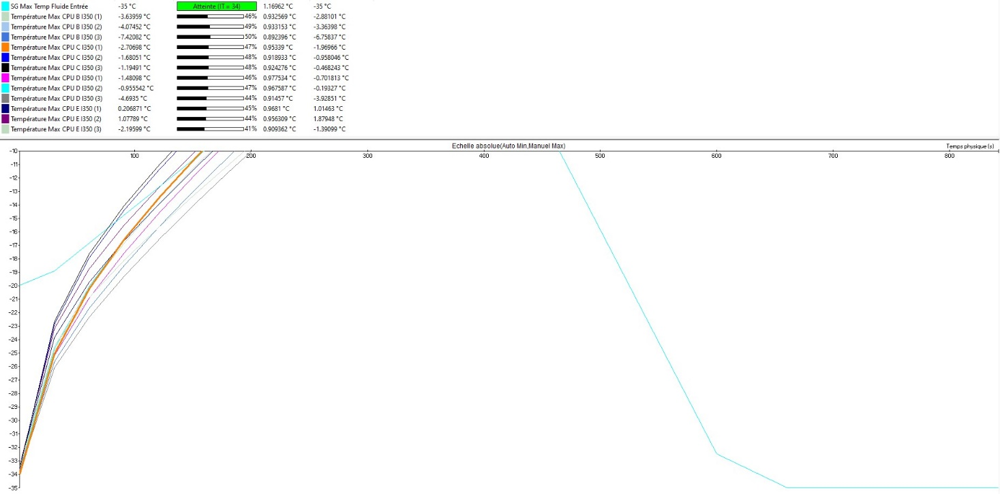 SG Max Temp Fluide Entrée -35 °C Atteinte (IT = 34) 1.16962 °C -35 °C
Température Max CPU B I350 (1) -3.63959 °C 46% 0.932569 °C -2.88101 °C
Température Max CPU B I350 (2) -4.07452 °C 49% 0.933153 °C -3.36398 °C
Température Max CPU B I350 (3) -7.42082 °C 50% 0.892396 °C -6.75837 °C
Température Max CPU C I350 (1) -2.70698 °C 47% 0.95339 °C -1.96966 °C
Température Max CPU C I350 (2) -1.68051 °C 48% 0.918933 °C -0.958046 °C
Température Max CPU C I350 (3) -1.19491 °C 48% 0.924276 °C -0.468243 °C
Température Max CPU D I350 (1) -1.48098 °C 46% 0.977534 °C -0.701813 °C
Température Max CPU D I350 (2) -0.955542 °C 47% 0.967587 °C -0.19327 °C
Température Max CPU D I350 (3) -4.6935 °C 44% 0.91457 °C -3.92851 °C
Température Max CPU E I350 (1) 0.206871 °C 45% 0.9681 °C 1.01463 °C
Température Max CPU E I350 (2) 1.07789 °C 44% 0.956309 °C 1.87948 °C
Température Max CPU E I350 (3) -2.19599 °C 41% 0.909362 °C -1.39099 °C
Echelle absolue(Auto Min,Manuel Max) Temps physique (s)
100 200 300 400 500 600 700 800
-10
-11
-12
-13
-14
-15
-16
-17
-18
-19
-20
-21
-22
-23
-24
-25
-26
-27
-28
-29
-30
-31
-32
-33
-34
-35